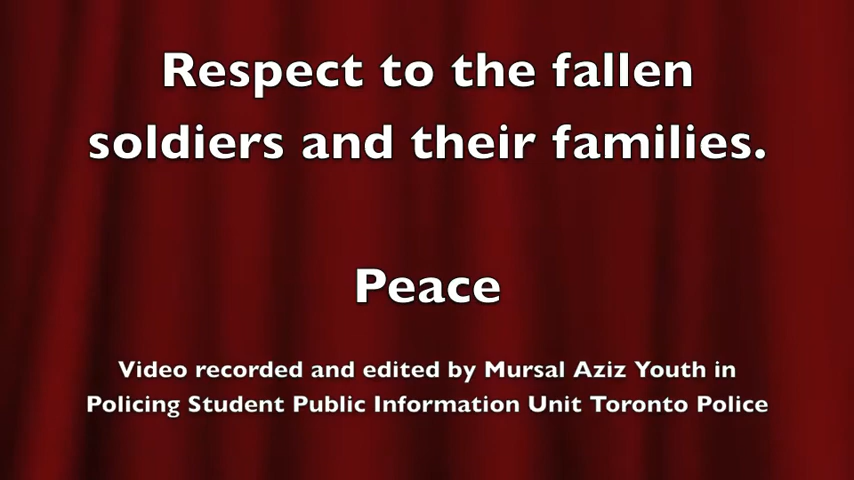 Respect to the fallen
soldiers and their families.
Peace
Video recorded and edited by Mursal Aziz Youth in
Policing Student Public Information Unit Toronto Police